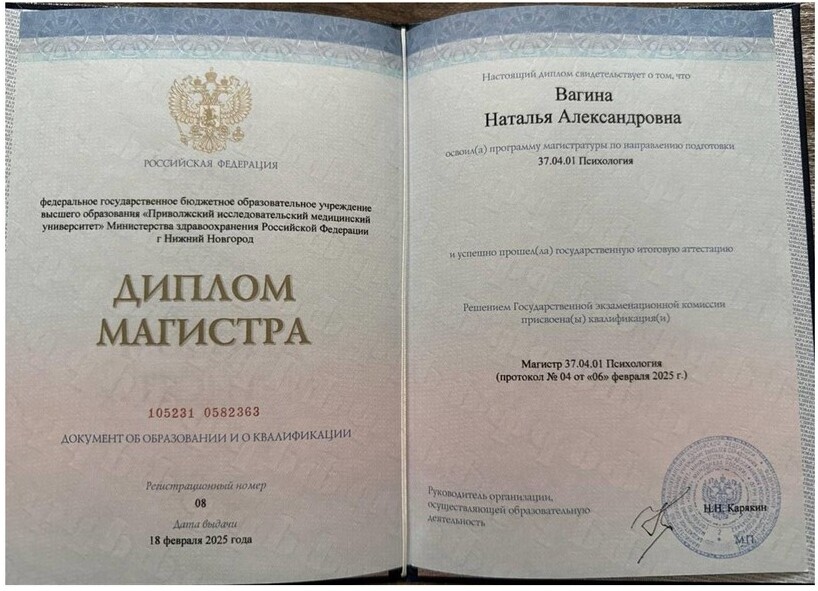 РОССИЙСКАЯ ФЕДЕРАЦИЯ
федеральное государственное бюджетное образовательное учреждение
высшего образования «Приволжский исследовательский медицинский
университет» Министерства здравоохранения Российской Федерации
г Нижний Новгород
ДИПЛОМ
МАГИСТРА
105231 0582363
ДОКУМЕНТ ОБ ОБРАЗОВАНИИ И О КВАЛИФИКАЦИИ
Регистрационный номер
08
Дата выдачи
18 февраля 2025 года
Настоящий диплом свидетельствует о том, что
Вагина
Наталья Александровна
освоил(а) программу магистратуры по направлению подготовки
37.04.01 Психология
и успешно прошел(ла) государственную итоговую аттестацию
Решением Государственной экзаменационной комиссии
присвоена(ы) квалификация(и)
Магистр 37.04.01 Психология
(протокол № 04 от «06» февраля 2025 г.)
Руководитель организации,
осуществляющей образовательную
деятельность
Н.Н. Карякин
М.П.